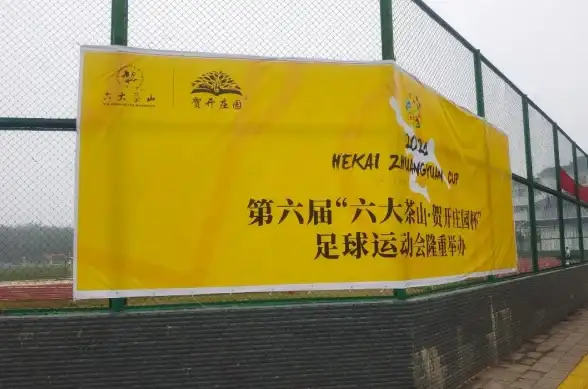 六大茶山
贺开庄园
2024
HEKAI ZHUANGYUAN CUP
第六届“六大茶山·贺开庄园杯”
足球运动会隆重举办